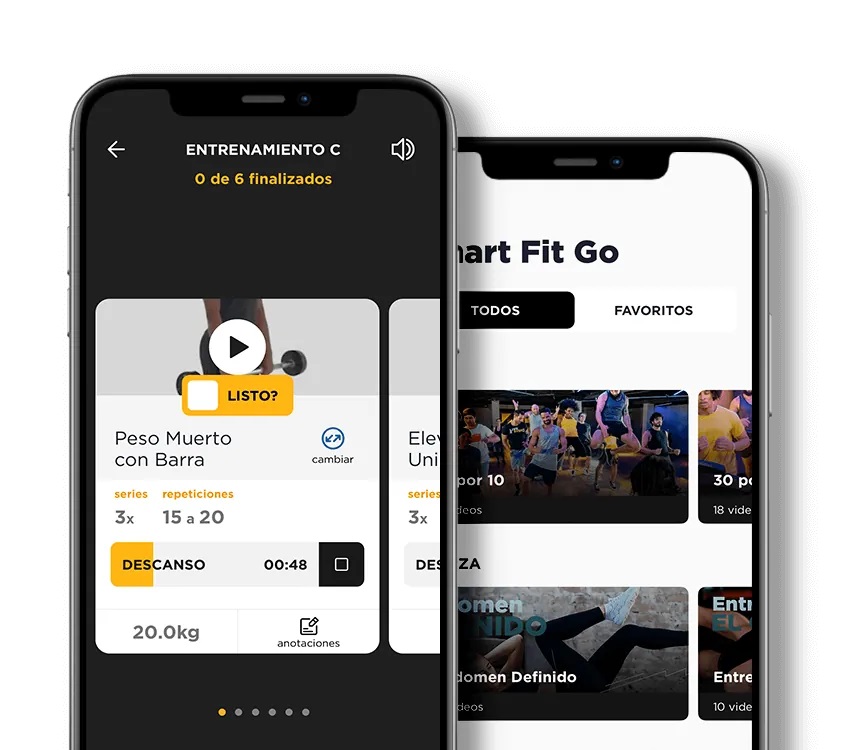 ENTRENAMIENTO C
0 de 6 finalizados
LISTO?
Peso Muerto
con Barra
cambiar
series repeticiones
3x 15 a 20
DESCANSO 00:48
20.0kg
anotaciones
Elev
Uni
series
3x
DES
art Fit Go
TODOS FAVORITOS
por 10
deos
30 po
18 vide
ZA
omen
NIDO
domen Definido
deos
Entr
EL
Entre
10 vide